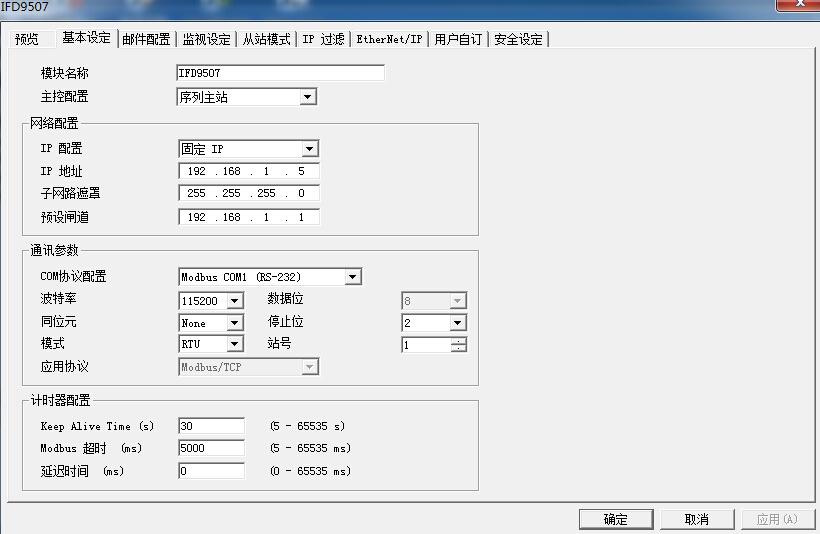 IFD9507
预览 基本设定 邮件配置 监视设定 从站模式 IP 过滤 EtherNet/IP 用户自订 安全设定
模块名称 IFD9507
主控配置 序列主站
网络配置
IP 配置 固定 IP
IP 地址 192 .168 . 1 . 5
子网路遮罩 255 .255 .255 . 0
预设闸道 192 .168 . 1 . 1
通讯参数
COM协议配置 Modbus COM1 (RS-232)
波特率 115200 数据位 8
同位元 None 停止位 2
模式 RTU 站号 1
应用协议 Modbus/TCP
计时器配置
Keep Alive Time (s) 30 (5 - 65535 s)
Modbus 超时 (ms) 5000 (5 - 65535 ms)
延迟时间 (ms) 0 (0 - 65535 ms)
确定 取消 应用(A)